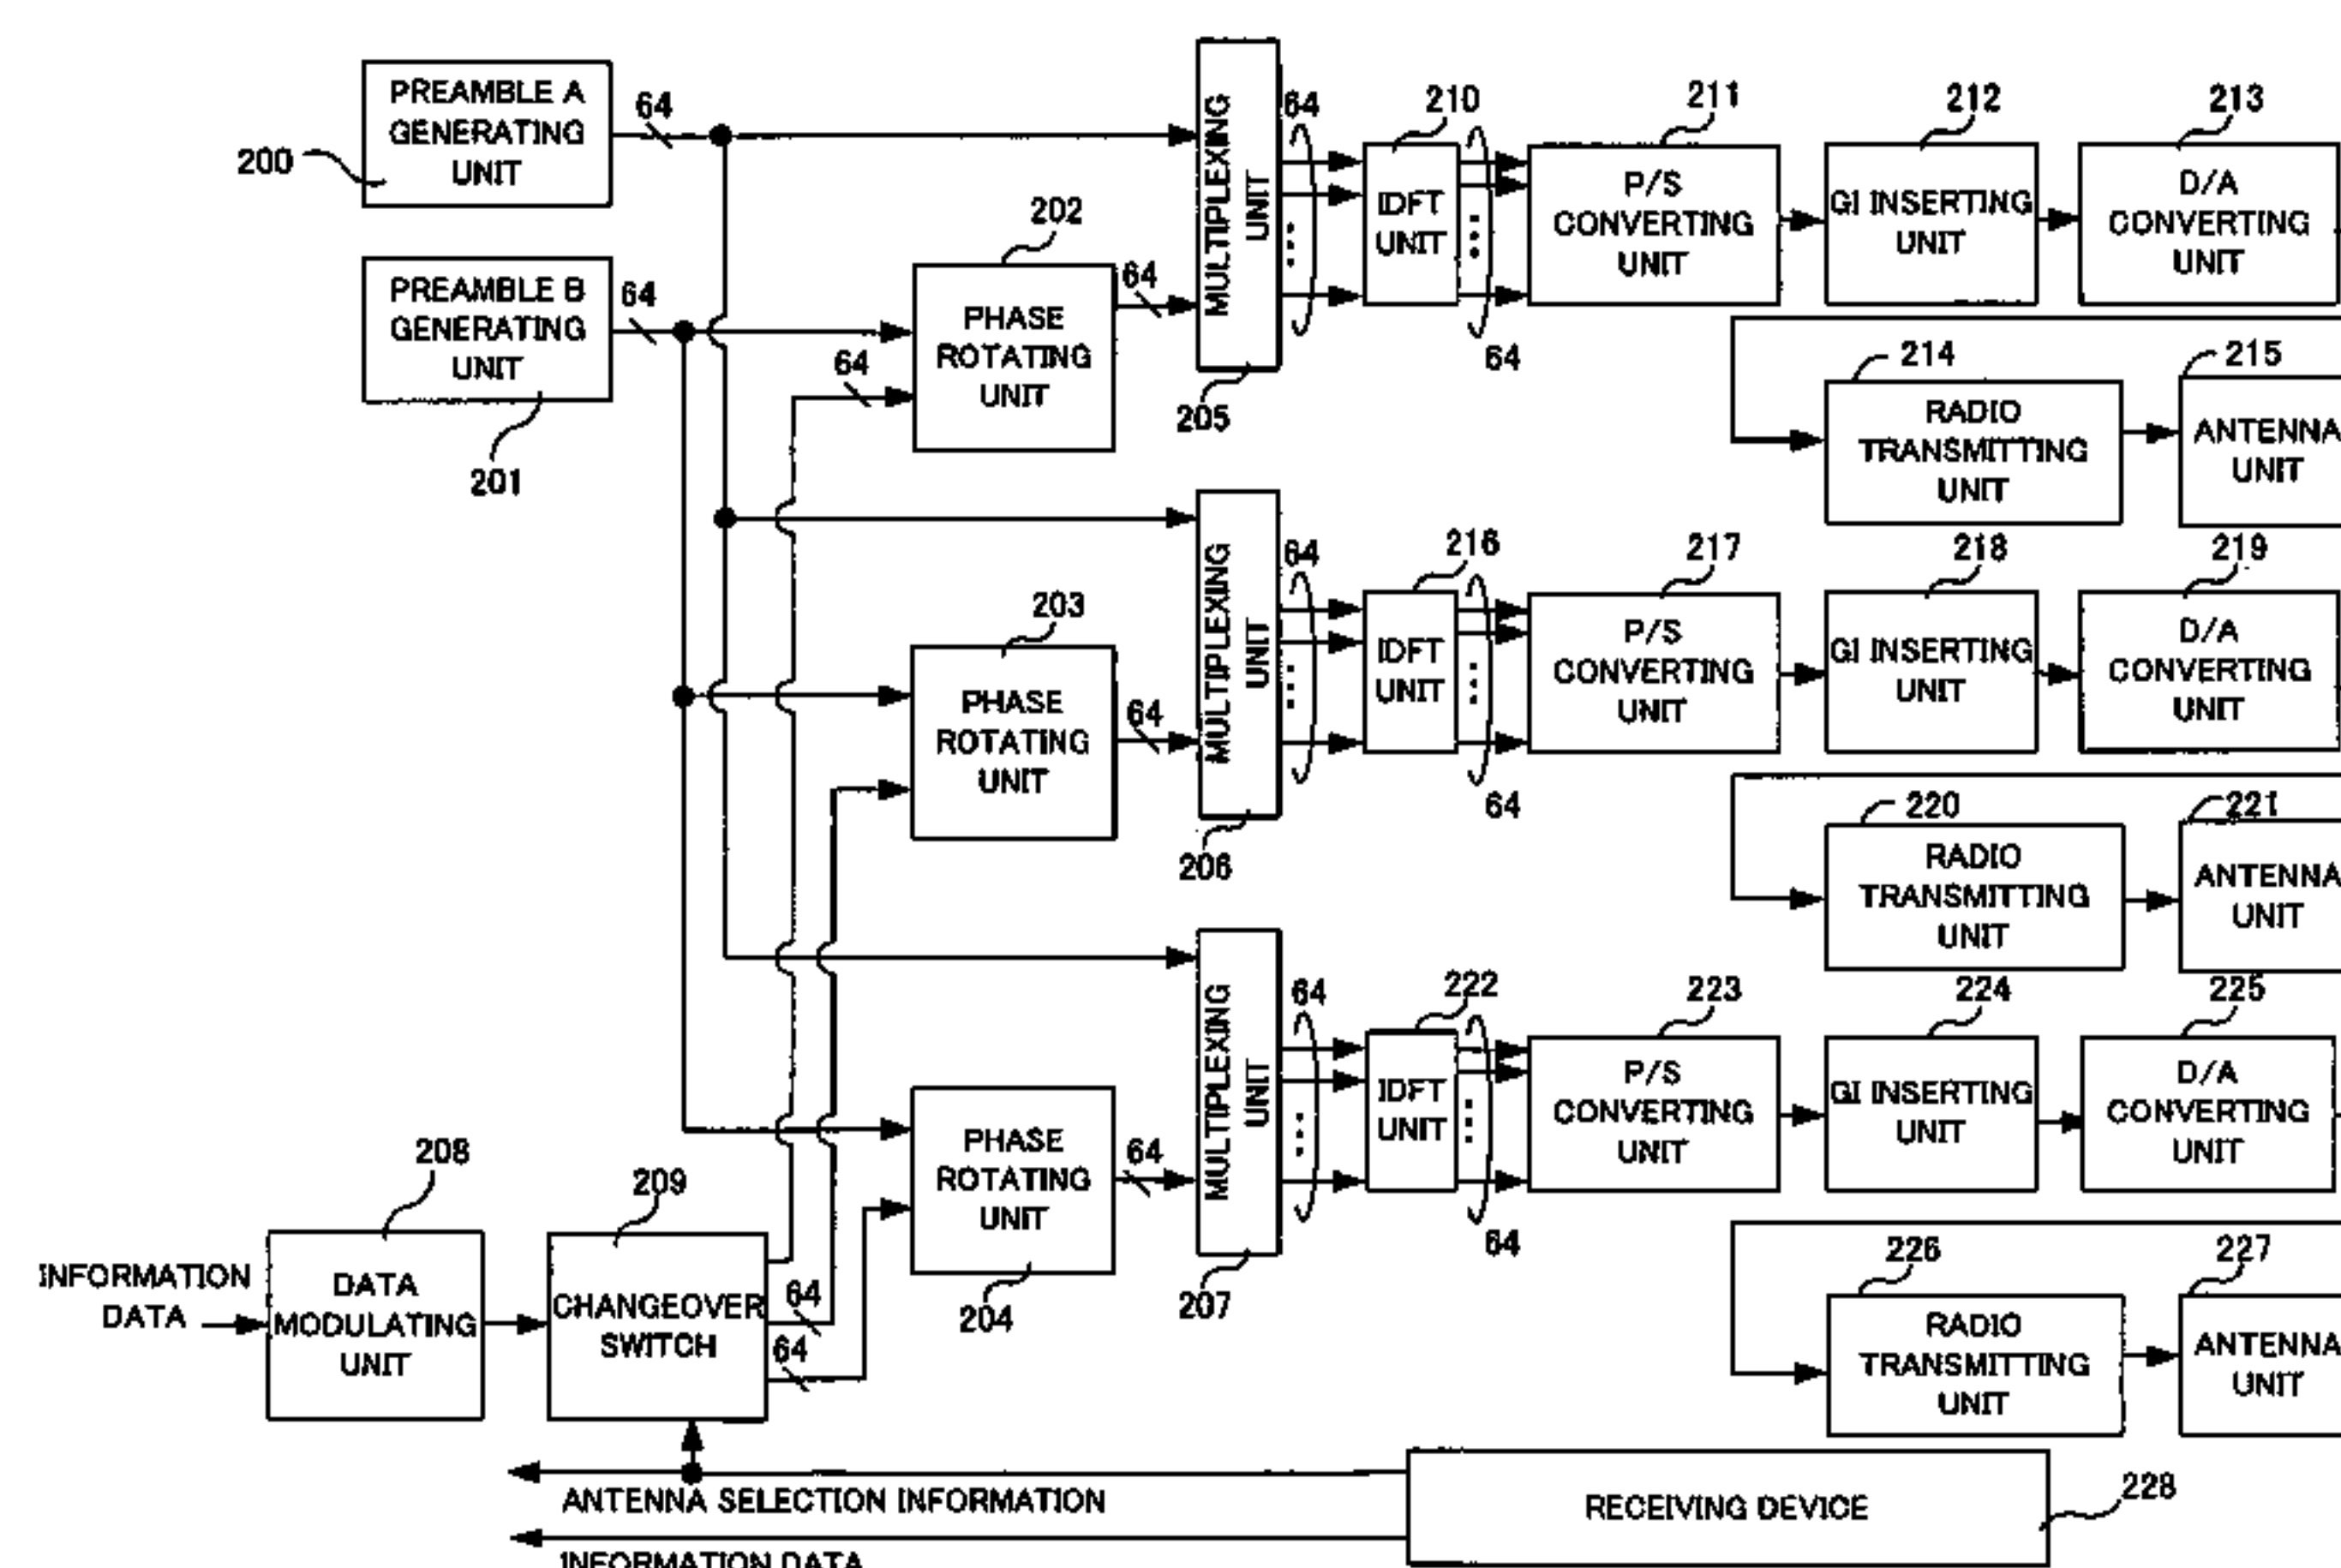 PREAMBLE A
GENERATING
UNIT
64
200
PREAMBLE B
GENERATING
UNIT
64
201
202
PHASE
ROTATING
UNIT
64
64
MULTIPLEXING
UNIT
205
64
210
IDFT
UNIT
64
211
P/S
CONVERTING
UNIT
212
GI INSERTING
UNIT
213
D/A
CONVERTING
UNIT
214
RADIO
TRANSMITTING
UNIT
215
ANTENNA
UNIT
203
PHASE
ROTATING
UNIT
64
MULTIPLEXING
UNIT
206
64
216
IDFT
UNIT
64
217
P/S
CONVERTING
UNIT
218
GI INSERTING
UNIT
219
D/A
CONVERTING
UNIT
220
RADIO
TRANSMITTING
UNIT
221
ANTENNA
UNIT
PHASE
ROTATING
UNIT
204
64
MULTIPLEXING
UNIT
207
64
222
IDFT
UNIT
64
223
P/S
CONVERTING
UNIT
224
GI INSERTING
UNIT
225
D/A
CONVERTING
UNIT
226
RADIO
TRANSMITTING
UNIT
227
ANTENNA
UNIT
INFORMATION
DATA
208
DATA
MODULATING
UNIT
209
CHANGEOVER
SWITCH
64
64
ANTENNA SELECTION INFORMATION
RECEIVING DEVICE
228
INFORMATION DATA